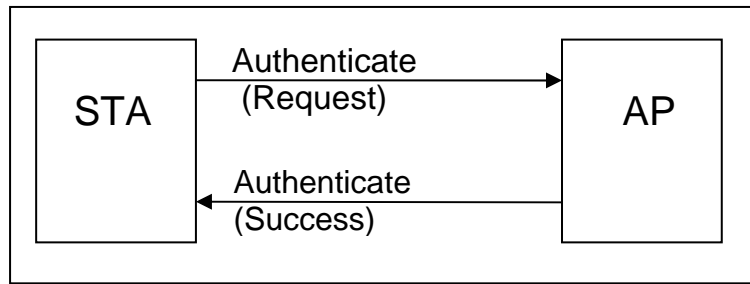 STA
Authenticate
(Request)
AP
Authenticate
(Success)